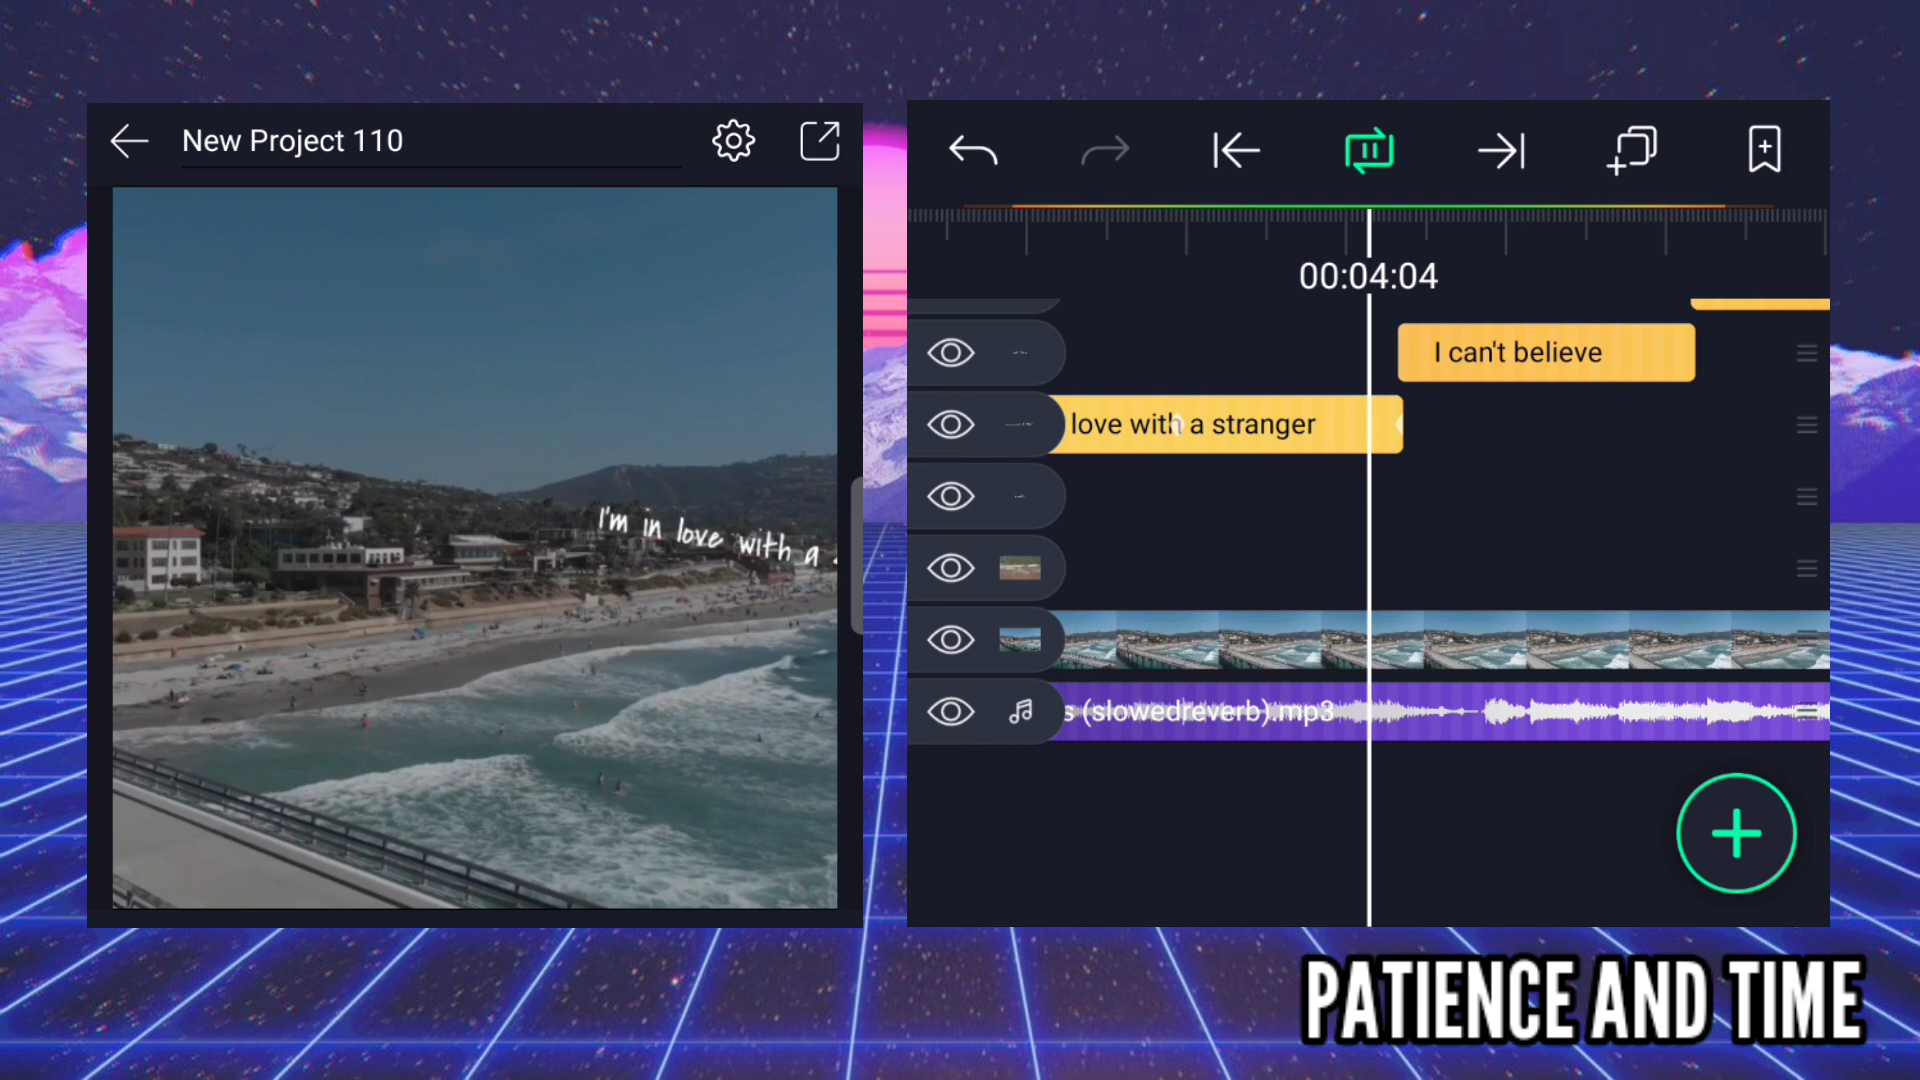 New Project 110
I'm in love with a
00:04:04
I can't believe
love with a stranger
s (slowedreverb).mp3
PATIENCE AND TIME